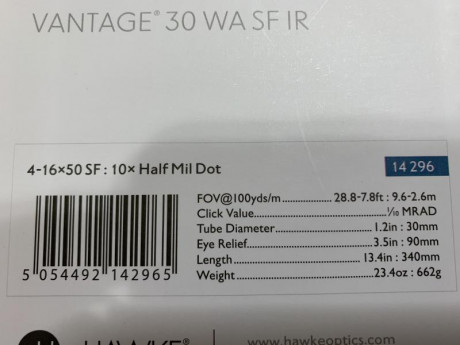 VANTAGE® 30 WA SF IR
4-16×50 SF : 10× Half Mil Dot
14 296
FOV@100yds/m................ 28.8-7.8ft : 9.6-2.6m
Click Value........................................⅒ MRAD
Tube Diameter...........................1.2in : 30mm
Eye Relief...................................3.5in : 90mm
Length.....................................13.4in : 340mm
Weight......................................23.4oz : 662g
5 054492 142965
HAWKE®
www.hawkeoptics.com